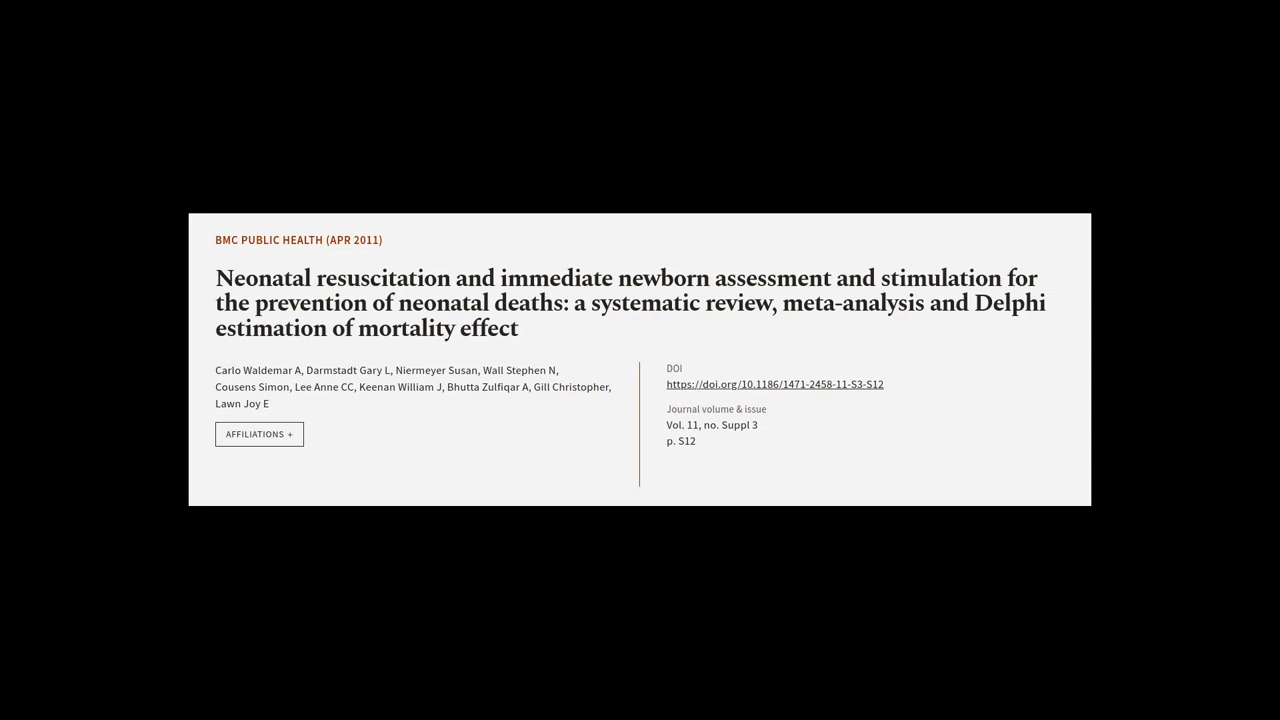 BMC PUBLIC HEALTH (APR 2011)
Neonatal resuscitation and immediate newborn assessment and stimulation for
the prevention of neonatal deaths: a systematic review, meta-analysis and Delphi
estimation of mortality effect
Carlo Waldemar A, Darmstadt Gary L, Niermeyer Susan, Wall Stephen N,
Cousens Simon, Lee Anne CC, Keenan William J, Bhutta Zulfiqar A, Gill Christopher,
Lawn Joy E
AFFILIATIONS +
DOI
https://doi.org/10.1186/1471-2458-11-S3-S12
Journal volume & issue
Vol. 11, no. Suppl 3
p. S12